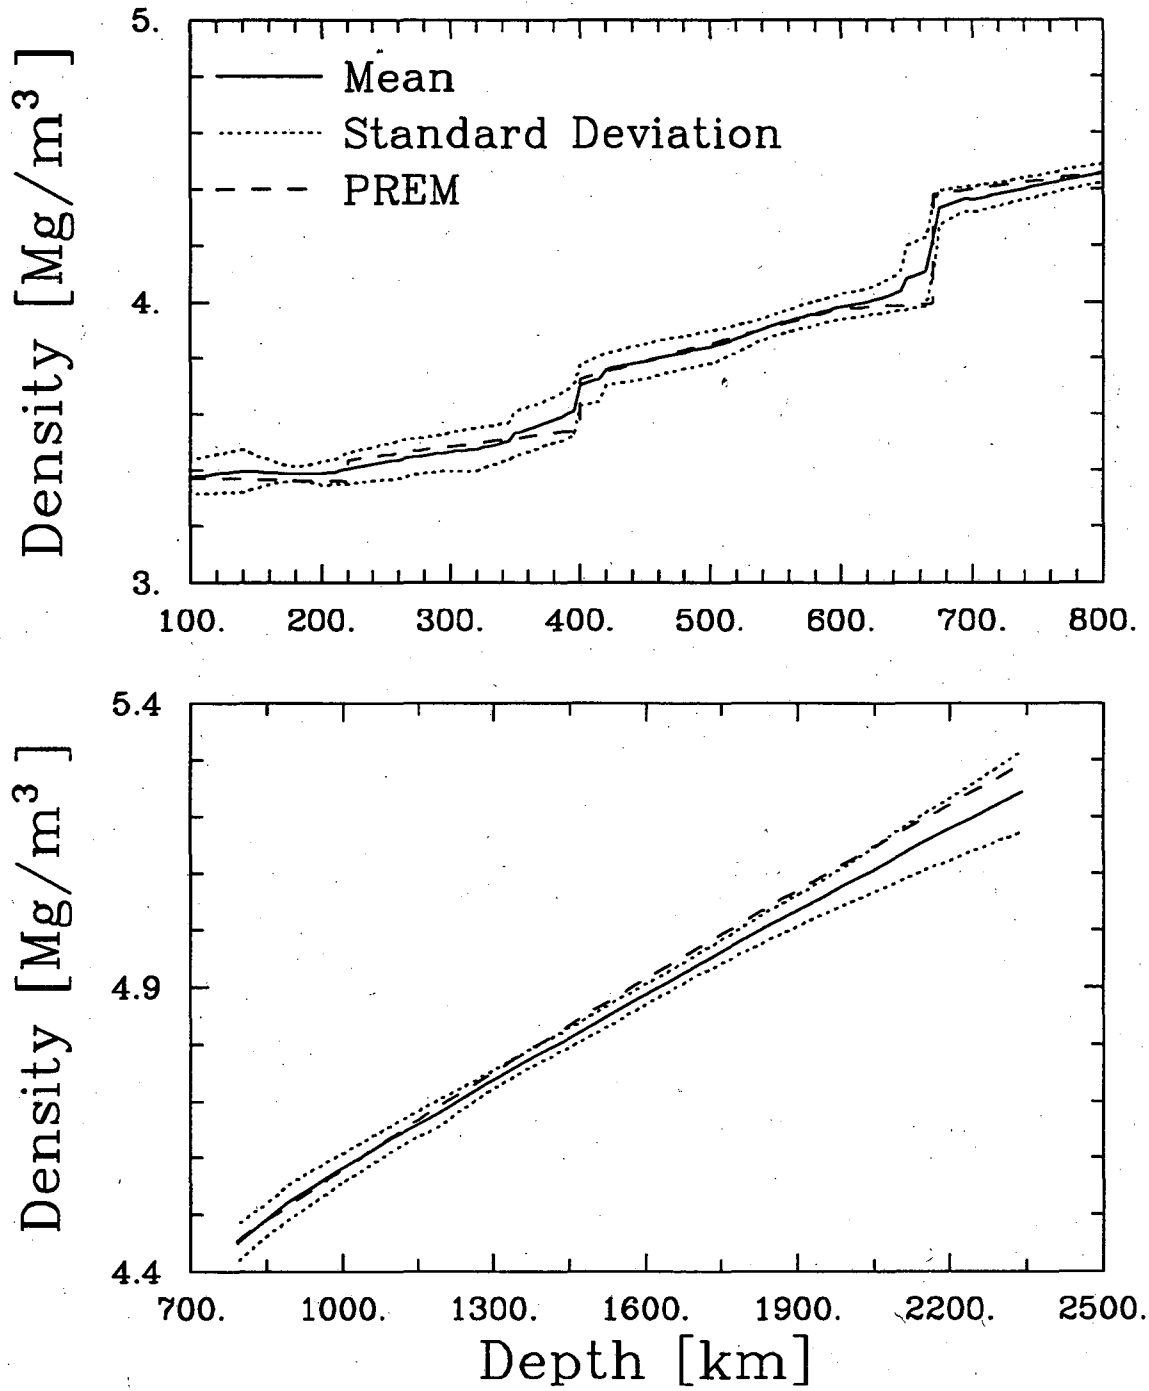 5.
Mean
Standard Deviation
PREM
Density [Mg/m³]
4.
3.
100. 200. 300. 400. 500. 600. 700. 800.
5.4
Density [Mg/m³]
4.9
4.4
700. 1000. 1300. 1600. 1900. 2200. 2500.
Depth [km]